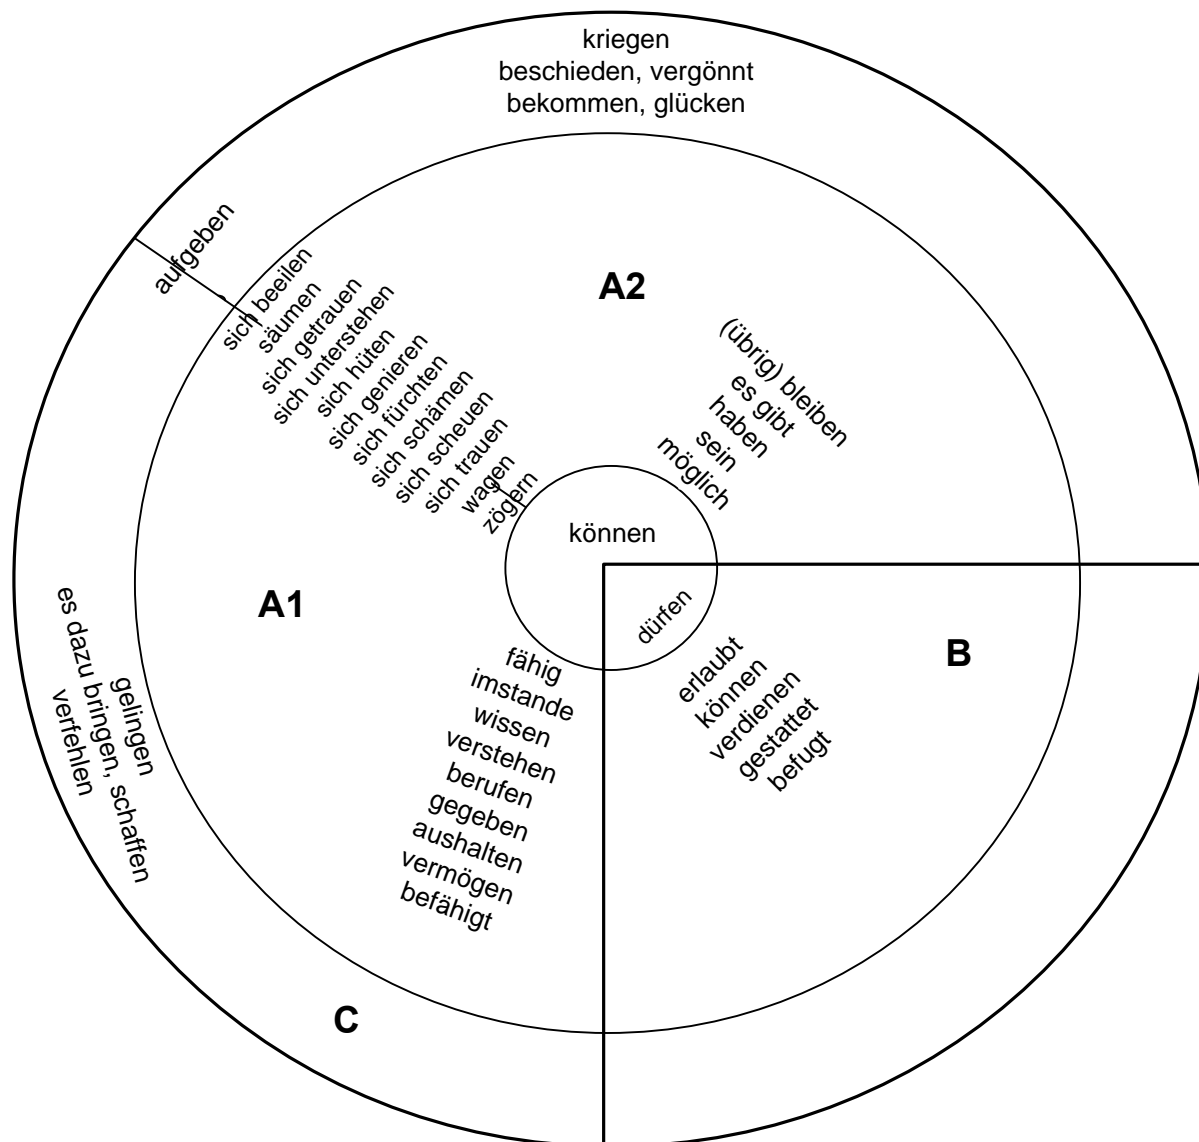 kriegen
beschieden, vergönnt
bekommen, glücken
aufgeben
sich beeilen
säumen
sich getrauen
sich unterstehen
sich hüten
sich genieren
sich fürchten
sich schämen
sich scheuen
sich trauen
wagen
zögern
A2
(übrig) bleiben
es gibt
haben
sein
möglich
können
dürfen
A1
B
erlaubt
können
verdienen
gestattet
befugt
fähig
imstande
wissen
verstehen
berufen
gegeben
aushalten
vermögen
befähigt
gelingen
es dazu bringen, schaffen
verfehlen
C